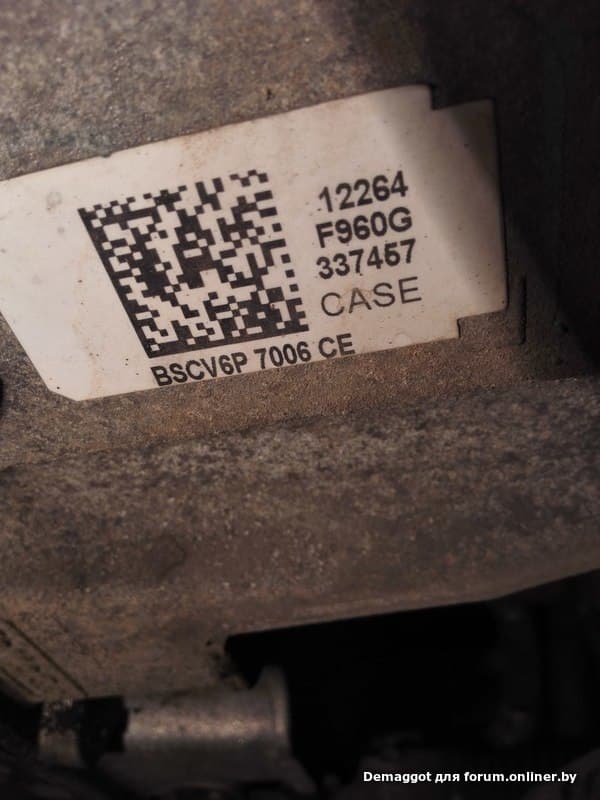 12264
F960G
337457
CASE
BSCV6P 7006 CE
Demaggot для forum.onliner.by